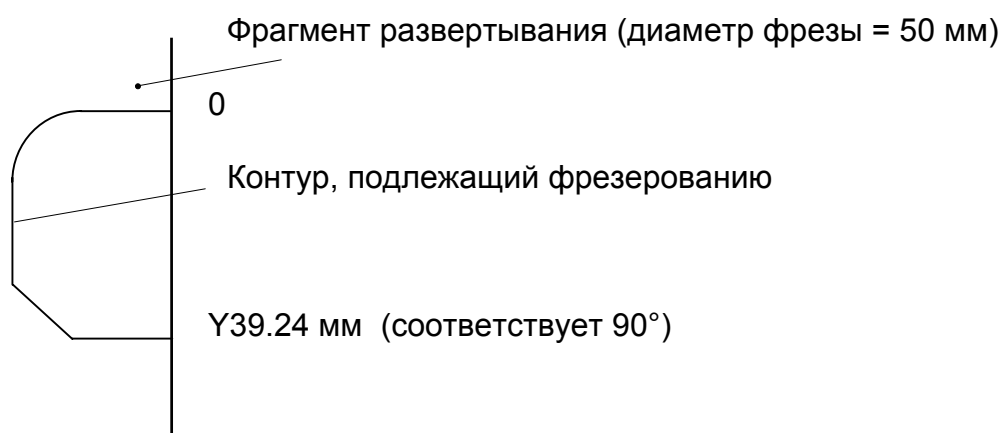 Фрагмент развертывания (диаметр фрезы = 50 мм)
0
Контур, подлежащий фрезерованию
Y39.24 мм (соответствует 90°)